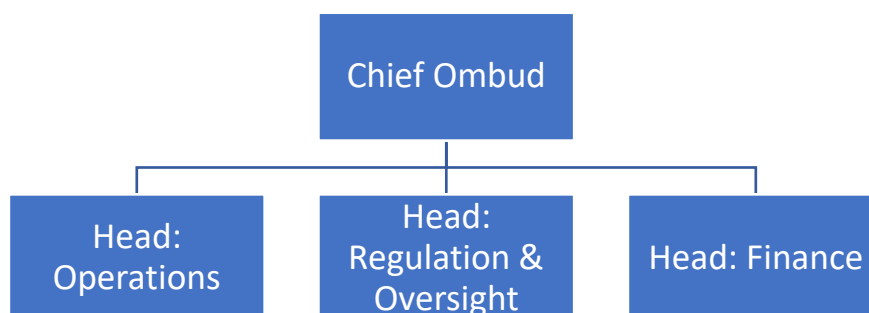 Chief Ombud
Head:
Operations
Head:
Regulation &
Oversight
Head: Finance